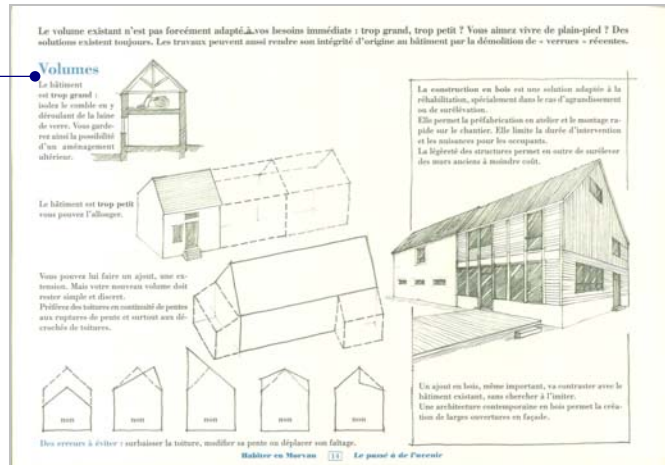 Le volume existant n'est pas forcément adapté à vos besoins immédiats : trop grand, trop petit ? Vous aimez vivre de plain-pied ? Des
solutions existent toujours. Les travaux peuvent aussi rendre son intégrité d'origine au bâtiment par la démolition de « verrues » récentes.
Volumes
Le bâtiment
est trop grand :
isolez le comble en y
déroulant de la laine
de verre. Vous garde-
rez ainsi la possibilité
d'un aménagement
ultérieur.
Le bâtiment est trop petit
vous pouvez l'allonger.
Vous pouvez lui faire un ajout, une ex-
tension. Mais votre nouveau volume doit
rester simple et discret.
Préférez des toitures en continuité de pentes
aux ruptures de pente et surtout aux dé-
crochés de toitures.
non
non
non
non
non
Des erreurs à éviter : surbaisser la toiture, modifier sa pente ou déplacer son faîtage.
La construction en bois est une solution adaptée à la
réhabilitation, spécialement dans le cas d'agrandissement
ou de surélévation.
Elle permet la préfabrication en atelier et le montage ra-
pide sur le chantier. Elle limite la durée d'intervention
et les nuisances pour les occupants.
La légèreté des structures permet en outre de surélever
des murs anciens à moindre coût.
Un ajout en bois, même important, va contraster avec le
bâtiment existant, sans chercher à l'imiter.
Une architecture contemporaine en bois permet la créa-
tion de larges ouvertures en façade.
Habiter en Morvan 14 Le passé a de l'avenir